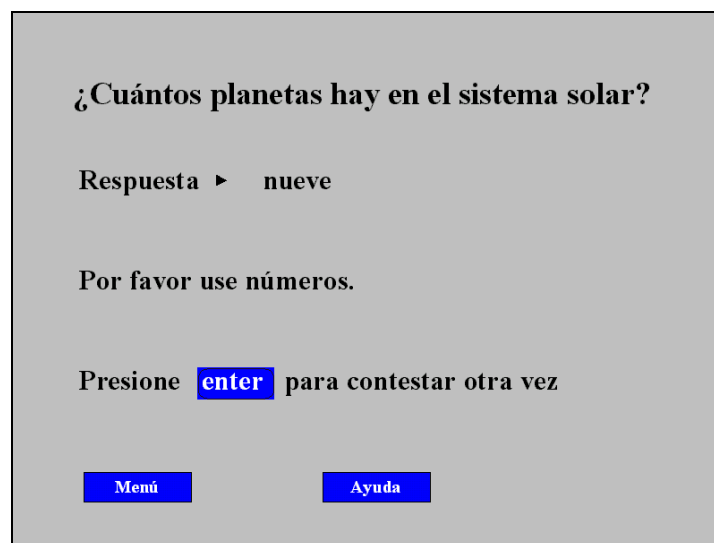 ¿Cuántos planetas hay en el sistema solar?
Respuesta ► nueve
Por favor use números.
Presione enter para contestar otra vez
Menú Ayuda